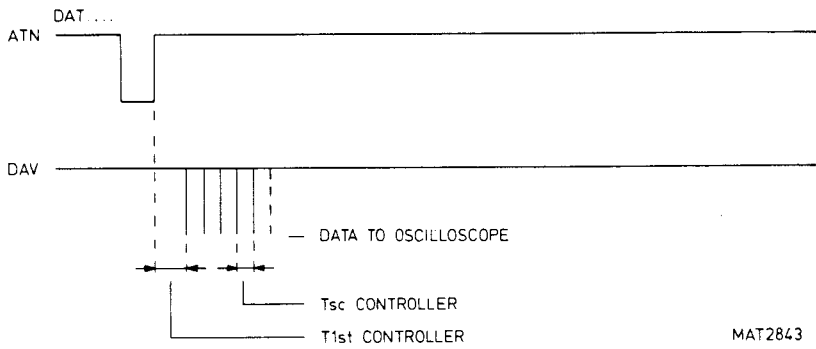 DAT....
ATN
DAV
DATA TO OSCILLOSCOPE
Tsc CONTROLLER
T1st CONTROLLER
MAT2843